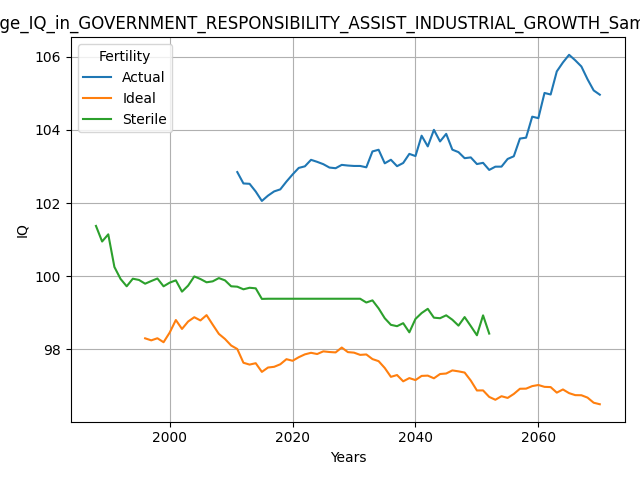 ge_IQ_in_GOVERNMENT_RESPONSIBILITY_ASSIST_INDUSTRIAL_GROWTH_Sam
Fertility
Actual
Ideal
Sterile
IQ
106
104
102
100
98
2000 2020 2040 2060
Years